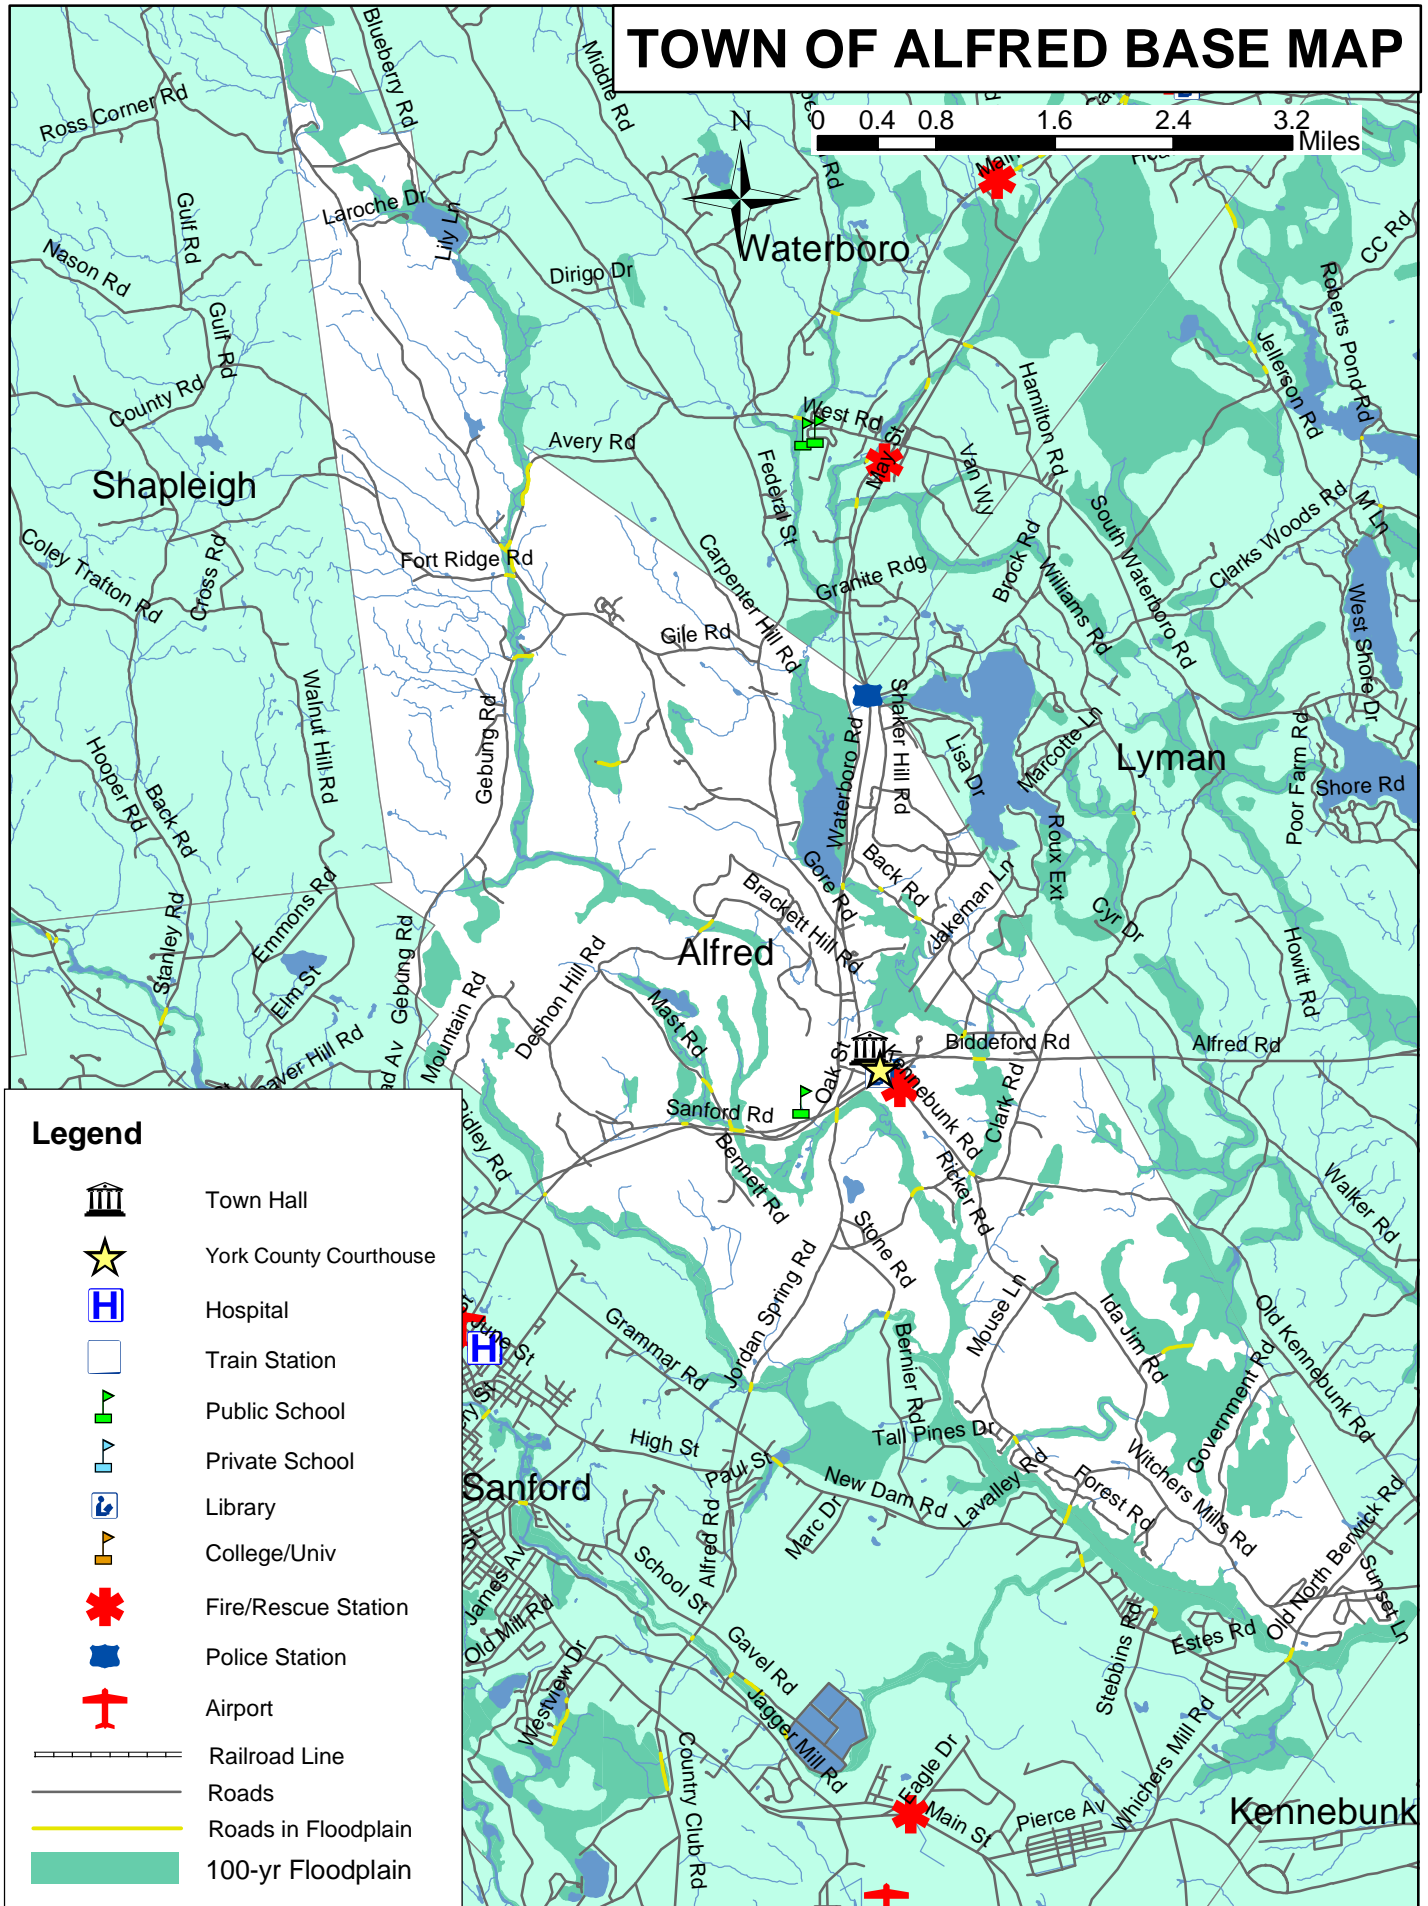 TOWN OF ALFRED BASE MAP
0 0.4 0.8 1.6 2.4 3.2
Miles
N
Blueberry Rd
Middle Rd
Ross Corner Rd
Rd
Main
Laroche Dr
Lily Ln
Gulf Rd
Nason Rd
Dirigo Dr
Waterboro
CC Rd
Roberts Pond Rd
Gulf Rd
County Rd
Jellerson Rd
Hamilton Rd
West Rd
May St
Avery Rd
Federal St
Van Wy
Shapleigh
South Waterboro Rd
Clarks Woods Rd
M Ln
Coley Trafton Rd
Cross Rd
Fort Ridge Rd
Carpenter Hill Rd
Granite Rdg
Brock Rd
Williams Rd
West Shore Dr
Gile Rd
Walnut Hill Rd
Gebung Rd
Shaker Hill Rd
Waterboro Rd
Lisa Dr
Marcotte Ln
Lyman
Poor Farm Rd
Shore Rd
Hooper Rd
Back Rd
Gore Rd
Back Rd
Roux Ext
Jakeman Ln
Brackett Hill Rd
Cyr Dr
Howitt Rd
Stanley Rd
Emmons Rd
Elm St
Gebung Rd
Alfred
Deshon Hill Rd
Mountain Rd
Mast Rd
Oak St
Biddeford Rd
Alfred Rd
Kennebunk Rd
Clark Rd
Sanford Rd
Bennett Rd
Ricker Rd
Walker Rd
Stone Rd
Jordan Spring Rd
Mouse Ln
Ida Jim Rd
Old Kennebunk Rd
Government Rd
June St
Grammar Rd
Bernier Rd
High St
Paul St
Tall Pines Dr
Sanford
New Dam Rd
Marc Dr
Lavalley Rd
Forest Rd
Witchers Mills Rd
Old North Berwick Rd
Sunset Ln
Alfred Rd
School St
James Av
Old Mill Rd
Westview Dr
Gavel Rd
Jagger Mill Rd
Stebbins Rd
Estes Rd
Whichers Mill Rd
Country Club Rd
Eagle Dr
Main St
Pierce Av
Kennebunk
Legend
Town Hall
York County Courthouse
H
Hospital
Train Station
Public School
Private School
Library
College/Univ
Fire/Rescue Station
Police Station
Airport
Railroad Line
Roads
Roads in Floodplain
100-yr Floodplain
H